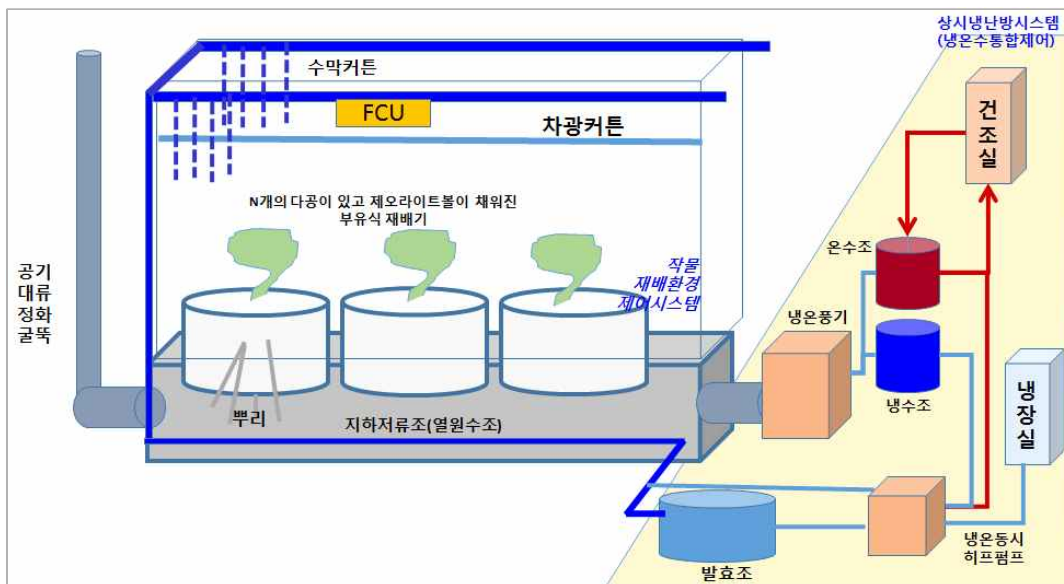 상시냉난방시스템
(냉온수통합제어)
수막커튼
FCU
차광커튼
건조실
N개의 다공이 있고 제오라이트볼이 채워진
부유식 재배기
공기
대류
정화
굴뚝
작물
재배환경
제어시스템
온수조
냉온풍기
냉수조
냉장실
뿌리
지하저류조(열원수조)
발효조
냉온동시
히프펌프